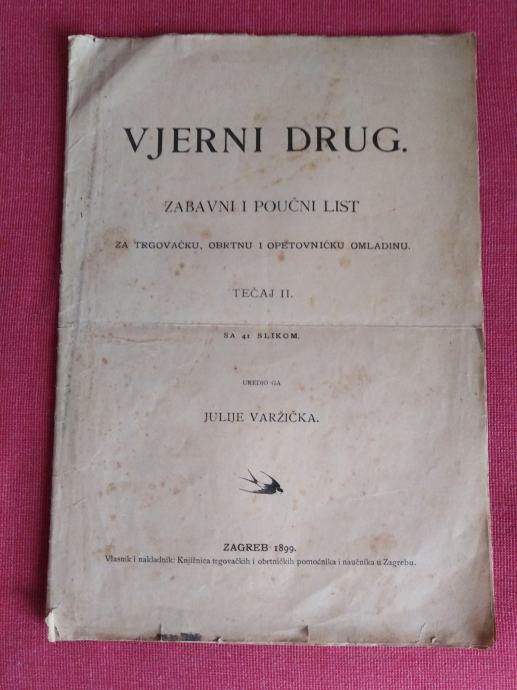 VJERNI DRUG.
ZABAVNI I POUČNI LIST
ZA TRGOVAČKU, OBRTNU I OPETOVNIČKU OMLADINU.
TEČAJ II.
SA 41 SLIKOM.
UREDIO GA
JULIJE VARŽIČKA.
ZAGREB 1899.
Vlasnik i nakladnik: Knjižnica trgovačkih i obrtničkih pomoćnika i naučnika u Zagrebu.